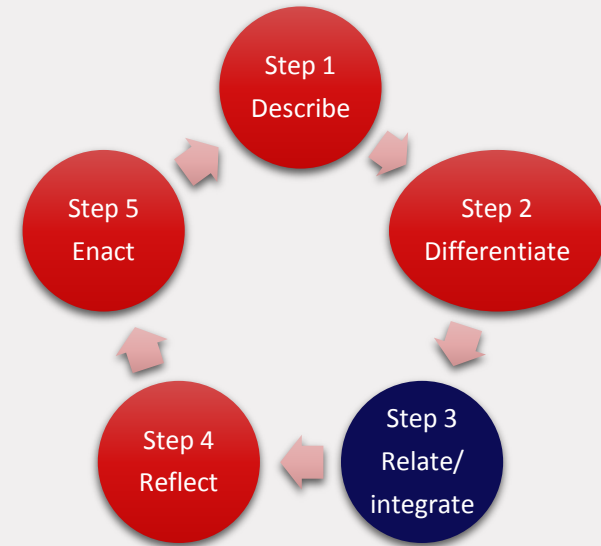 Step 1
Describe
Step 2
Differentiate
Step 3
Relate/
integrate
Step 4
Reflect
Step 5
Enact